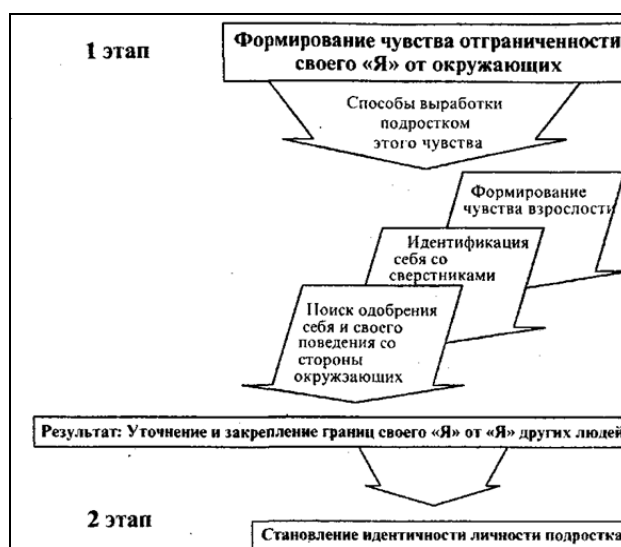 1 этап
Формирование чувства отграниченности
своего «Я» от окружающих
Способы выработки
подростком
этого чувства
Формирование
чувства взрослости
Идентификация
себя со
сверстниками
Поиск одобрения
себя и своего
поведения со
стороны
окружэающих
Результат: Уточнение и закрепление границ своего «Я» от «Я» других людей
2 этап
Становление идентичности личности подростка